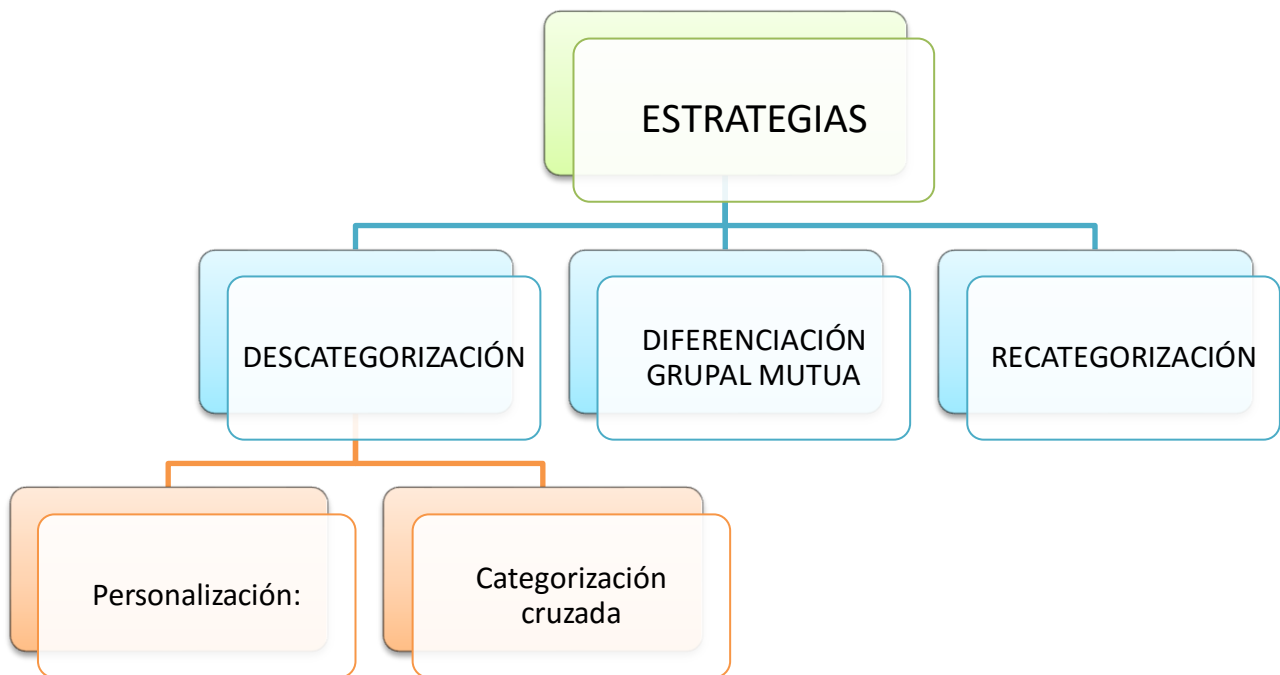 ESTRATEGIAS
DESCATEGORIZACIÓN
DIFERENCIACIÓN
GRUPAL MUTUA
RECATEGORIZACIÓN
Personalización:
Categorización
cruzada